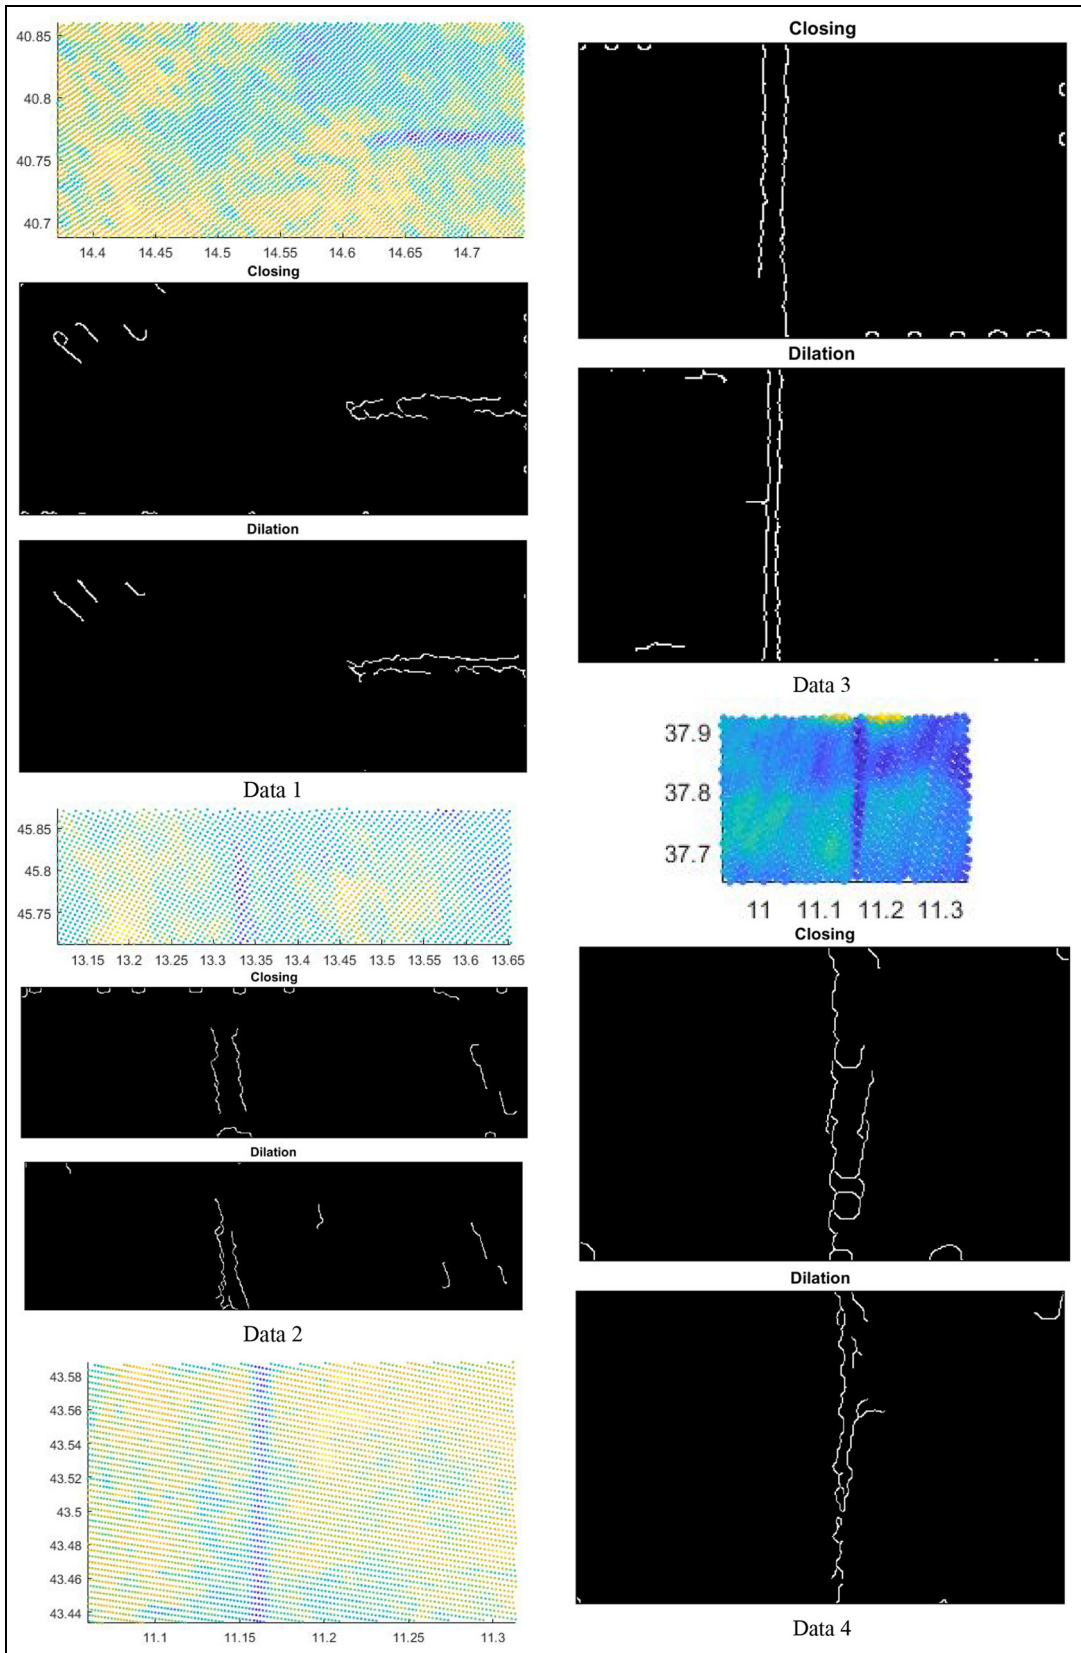 40.85
40.8
40.75
40.7
14.4 14.45 14.5 14.55 14.6 14.65 14.7
Closing
Dilation
Data 1
45.85
45.8
45.75
13.15 13.2 13.25 13.3 13.35 13.4 13.45 13.5 13.55 13.6 13.65
Closing
Dilation
Data 2
43.58
43.56
43.54
43.52
43.5
43.48
43.46
43.44
11.1 11.15 11.2 11.25 11.3
Closing
Dilation
Data 3
37.9
37.8
37.7
11 11.1 11.2 11.3
Closing
Dilation
Data 4